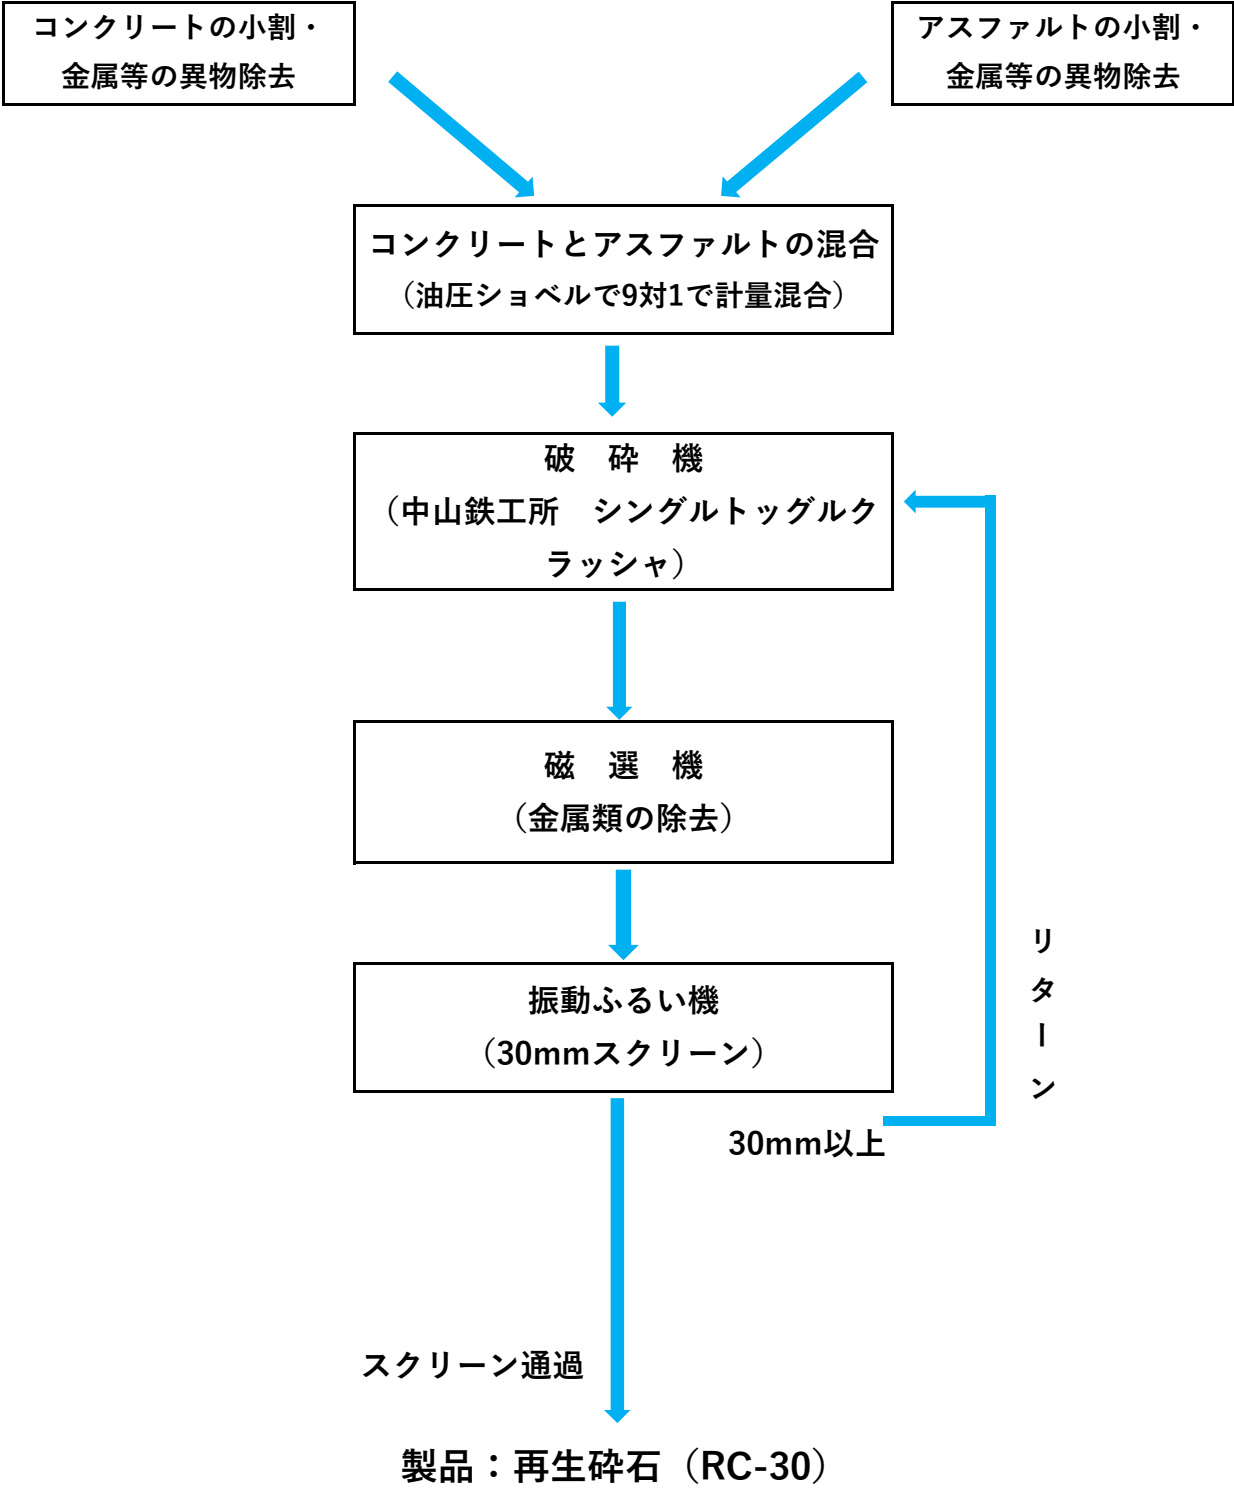 コンクリートの小割・
金属等の異物除去
アスファルトの小割・
金属等の異物除去
コンクリートとアスファルトの混合
（油圧ショベルで9対1で計量混合）
破　砕　機
（中山鉄工所　シングルトッグルク
ラッシャ）
磁　選　機
（金属類の除去）
振動ふるい機
（30mmスクリーン）
リターン
30mm以上
スクリーン通過
製品：再生砕石（RC-30）